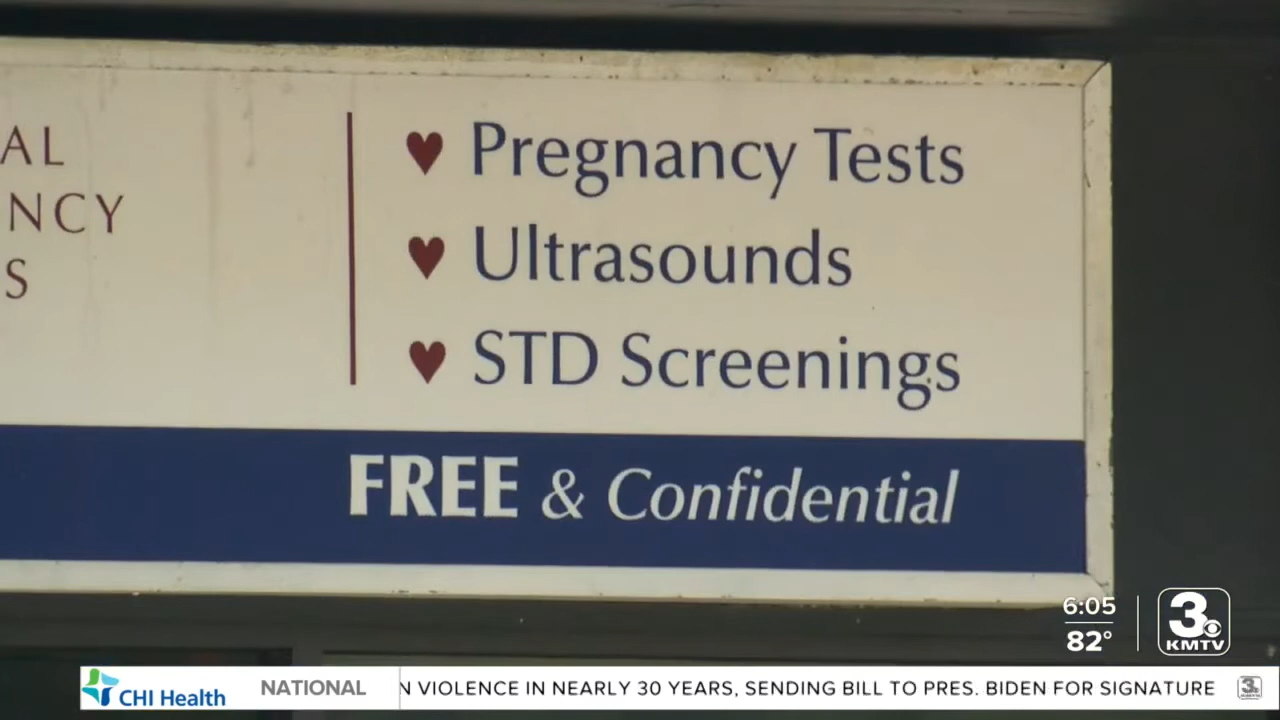 AL
NCY
S
Pregnancy Tests
Ultrasounds
STD Screenings
FREE & Confidential
6:05
82°
3
KMTV
CHI Health
NATIONAL
N VIOLENCE IN NEARLY 30 YEARS, SENDING BILL TO PRES. BIDEN FOR SIGNATURE
3